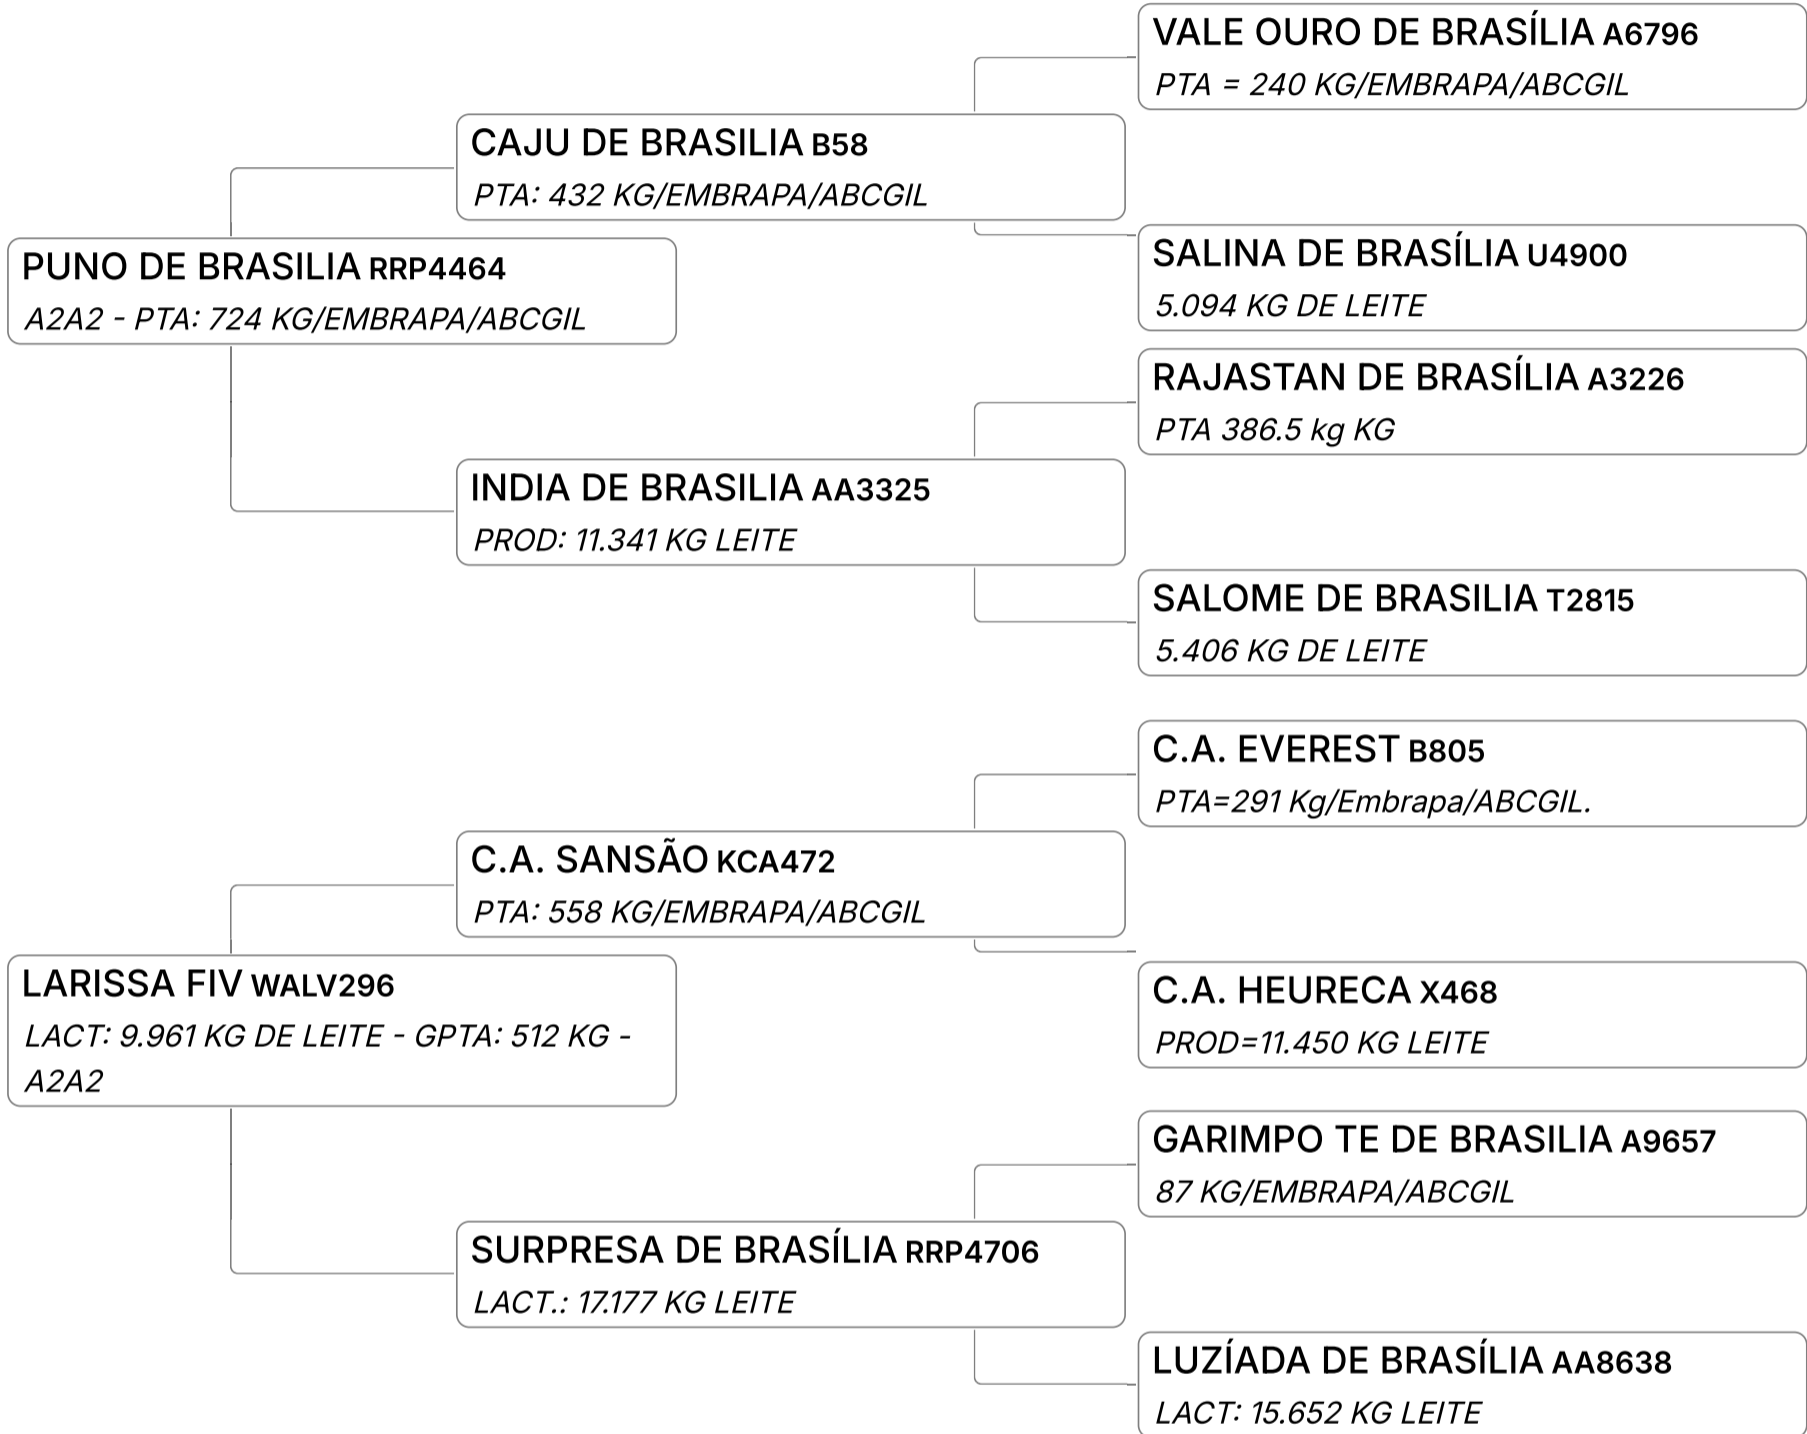 VALE OURO DE BRASÍLIA A6796
PTA = 240 KG/EMBRAPA/ABCGIL
CAJU DE BRASILIA B58
PTA: 432 KG/EMBRAPA/ABCGIL
SALINA DE BRASÍLIA U4900
5.094 KG DE LEITE
PUNO DE BRASILIA RRP4464
A2A2 - PTA: 724 KG/EMBRAPA/ABCGIL
RAJASTAN DE BRASÍLIA A3226
PTA 386.5 kg KG
INDIA DE BRASILIA AA3325
PROD: 11.341 KG LEITE
SALOME DE BRASILIA T2815
5.406 KG DE LEITE
C.A. EVEREST B805
PTA=291 Kg/Embrapa/ABCGIL.
C.A. SANSÃO KCA472
PTA: 558 KG/EMBRAPA/ABCGIL
C.A. HEURECA X468
PROD=11.450 KG LEITE
LARISSA FIV WALV296
LACT: 9.961 KG DE LEITE - GPTA: 512 KG -
A2A2
GARIMPO TE DE BRASILIA A9657
87 KG/EMBRAPA/ABCGIL
SURPRESA DE BRASÍLIA RRP4706
LACT.: 17.177 KG LEITE
LUZÍADA DE BRASÍLIA AA8638
LACT: 15.652 KG LEITE